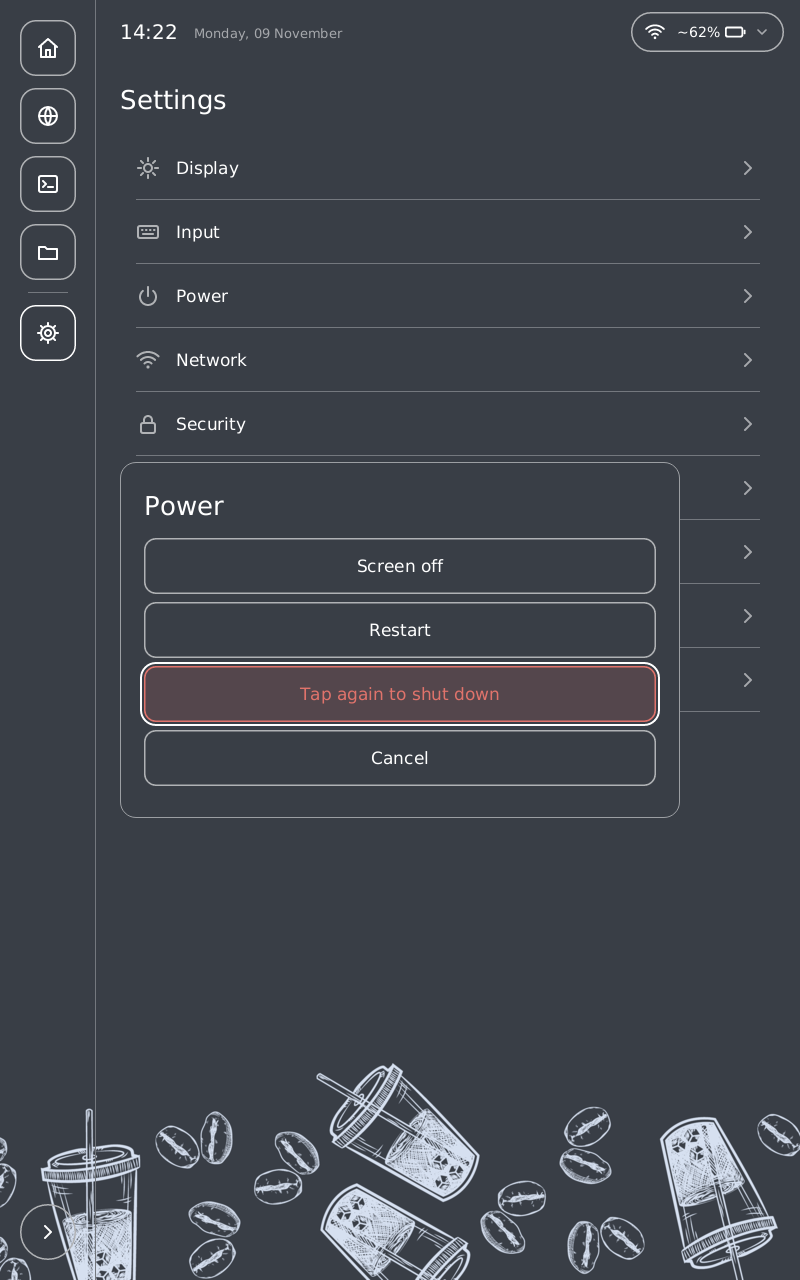 14:22 Monday, 09 November ~62%
Settings
Display
Input
Power
Network
Security
Power
Screen off
Restart
Tap again to shut down
Cancel